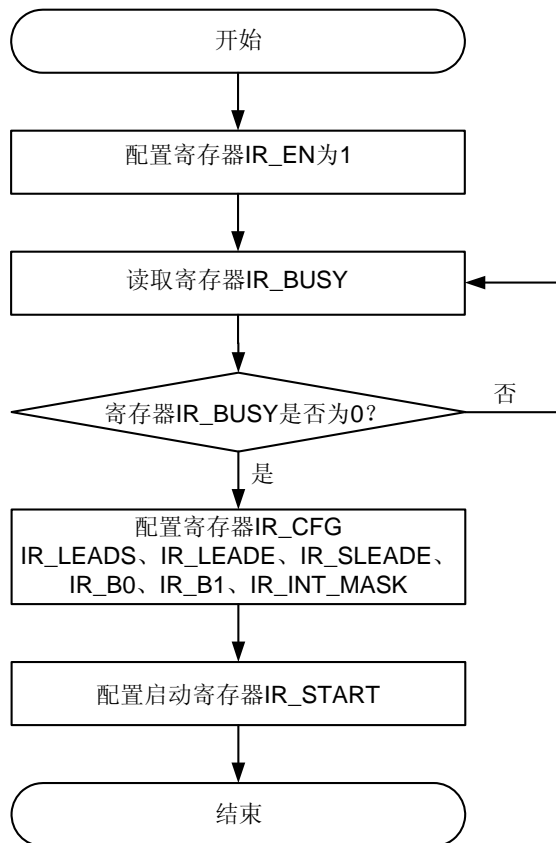 开始
配置寄存器IR_EN为1
读取寄存器IR_BUSY
寄存器IR_BUSY是否为0？
否
是
配置寄存器IR_CFG
IR_LEADS、IR_LEADE、IR_SLEADE、
IR_B0、IR_B1、IR_INT_MASK
配置启动寄存器IR_START
结束